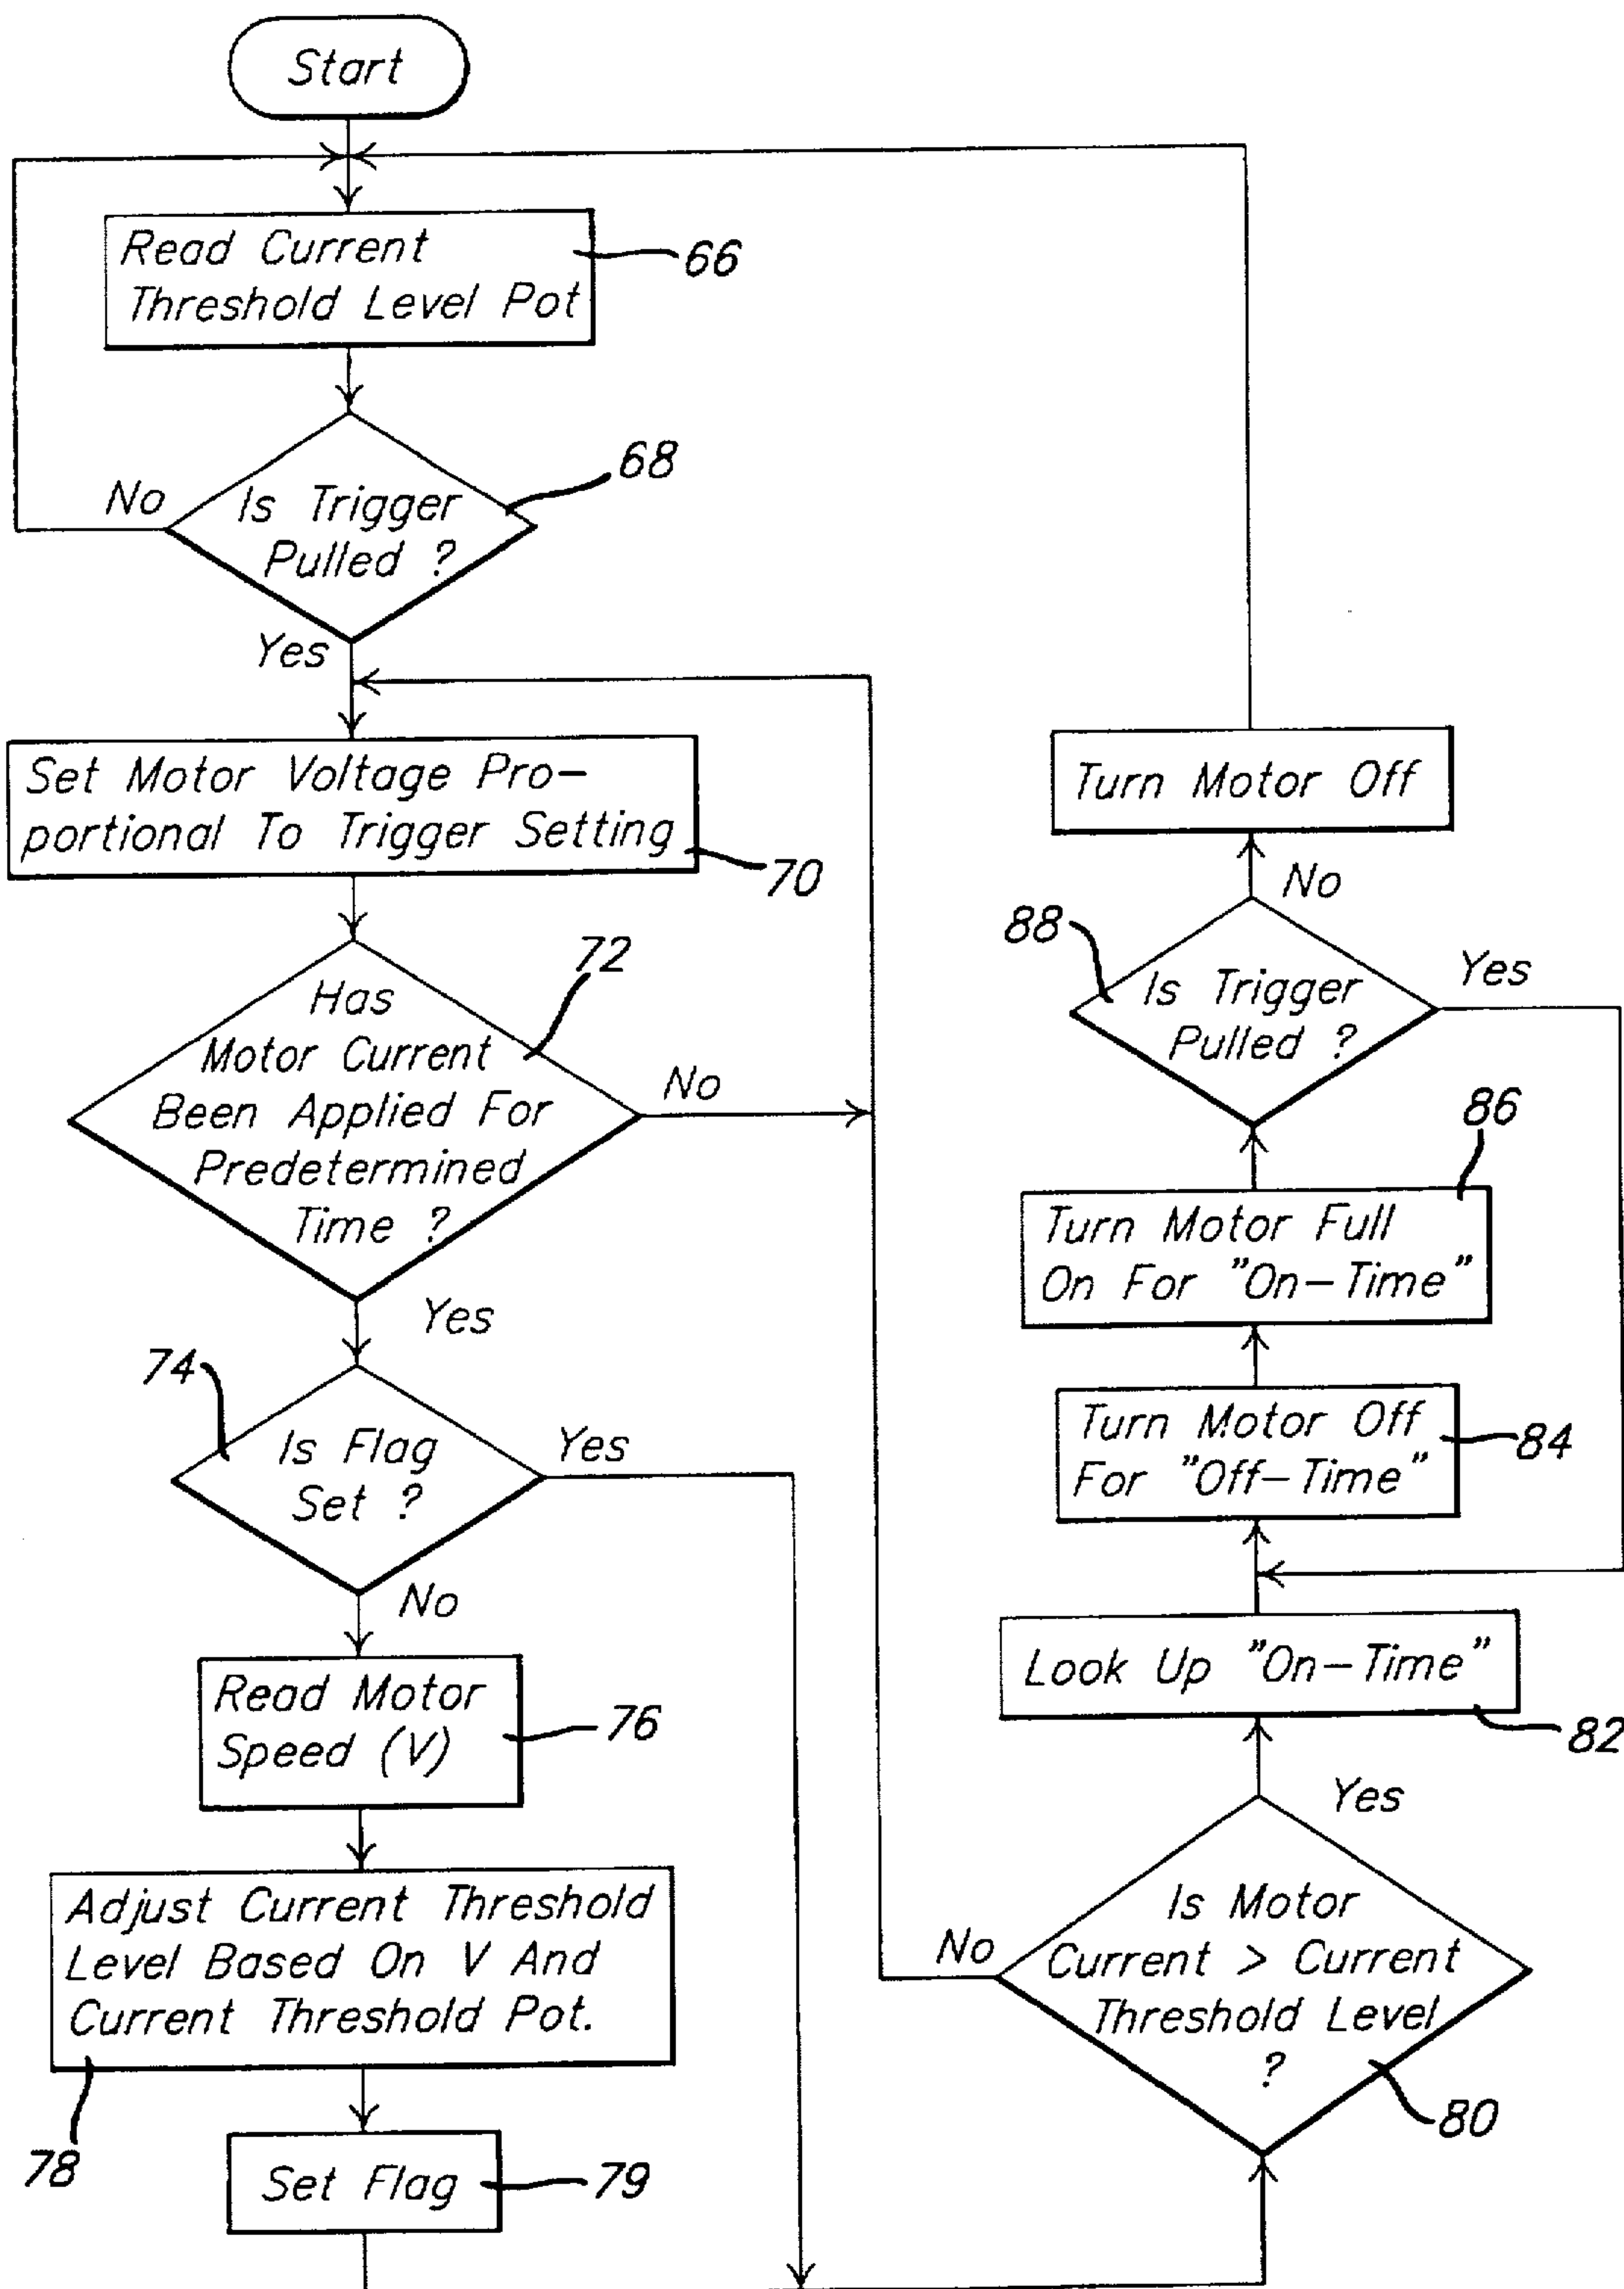 Start
Read Current
Threshold Level Pot
66
68
No
Is Trigger
Pulled ?
Yes
Set Motor Voltage Pro-
portional To Trigger Setting
70
72
Has
Motor Current
Been Applied For
Predetermined
Time ?
No
Yes
74
Is Flag
Set ?
Yes
No
Read Motor
Speed (V)
76
Adjust Current Threshold
Level Based On V And
Current Threshold Pot.
78
Set Flag
79
Turn Motor Off
No
88
Is Trigger
Pulled ?
Yes
86
Turn Motor Full
On For "On-Time"
Turn Motor Off
For "Off-Time"
84
Look Up "On-Time"
82
Yes
Is Motor
Current > Current
Threshold Level
?
No
80